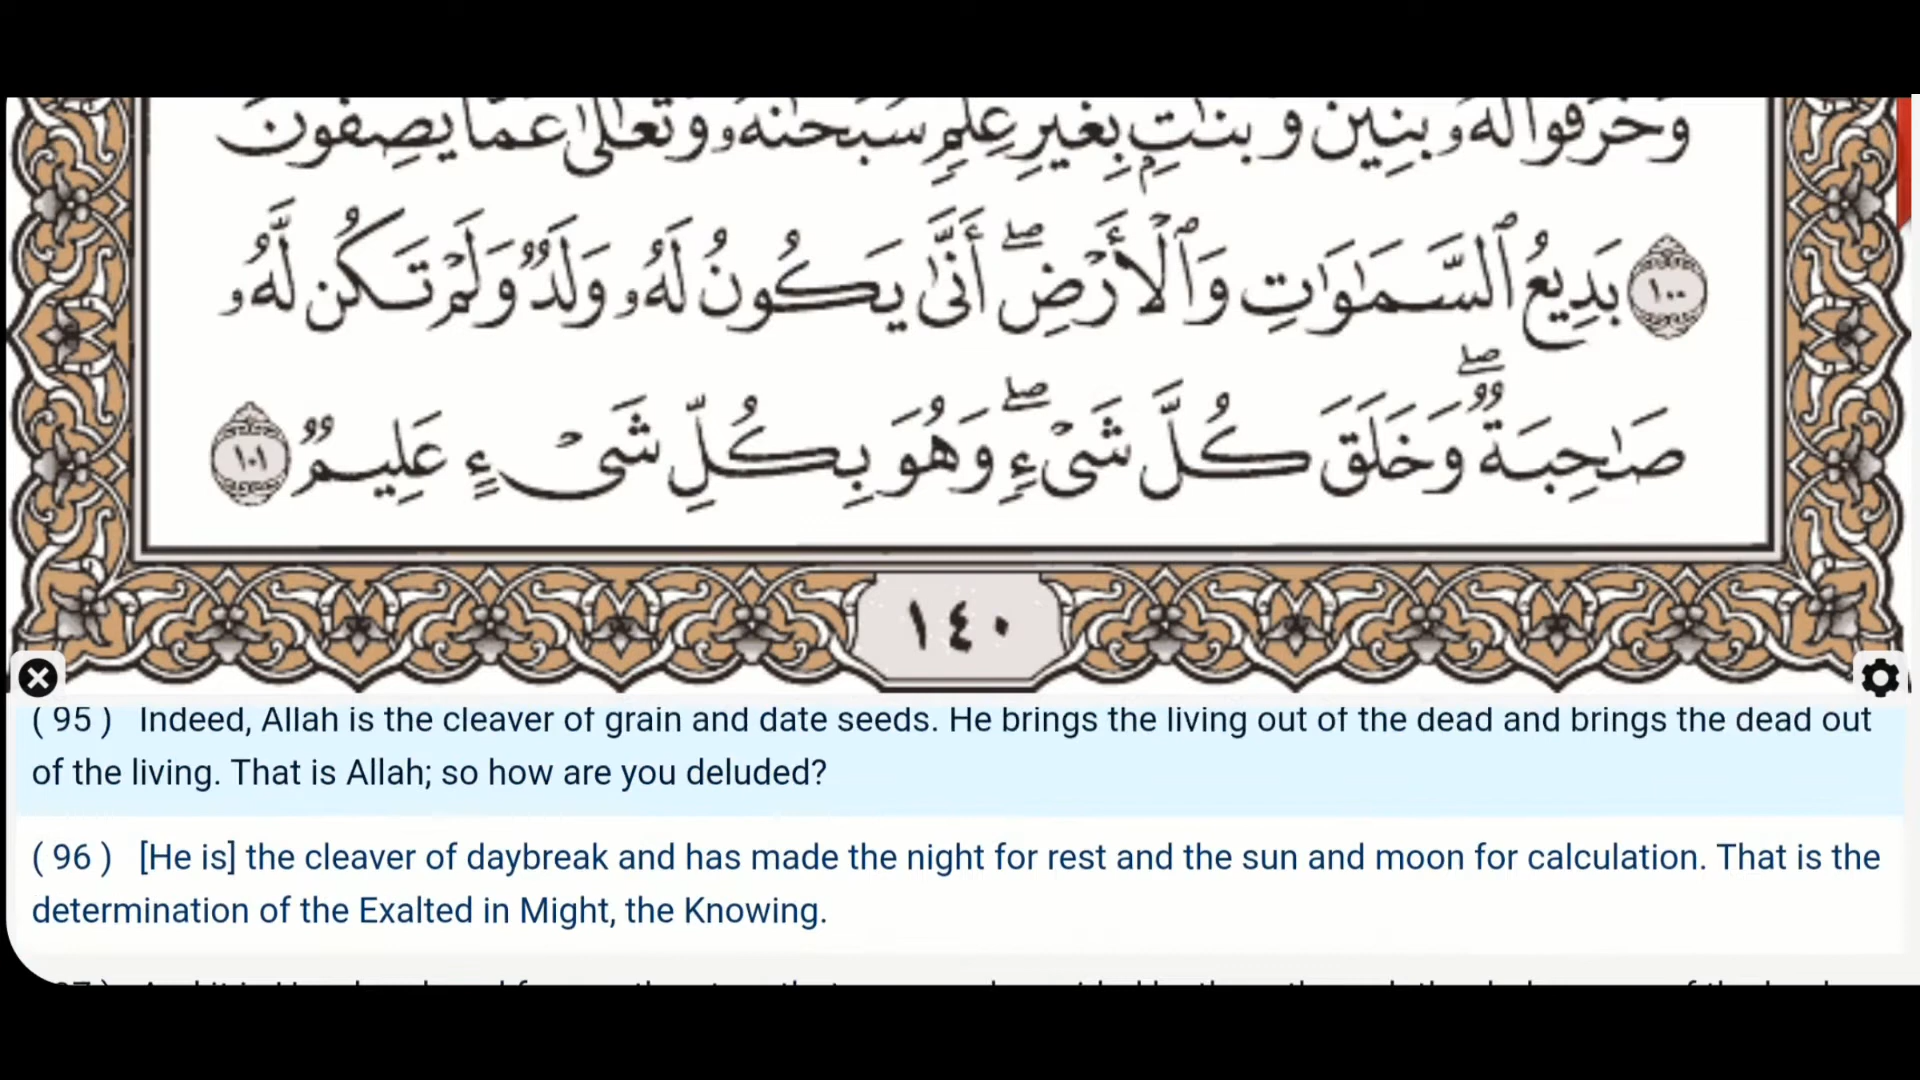 وَخَرَقُوا۟ لَهُۥ بَنِينَ وَبَنَٰتٍۭ بِغَيْرِ عِلْمٍ سُبْحَٰنَهُۥ وَتَعَٰلَىٰ عَمَّا يَصِفُونَ
١٠٠ بَدِيعُ ٱلسَّمَٰوَٰتِ وَٱلْأَرْضِۖ أَنَّىٰ يَكُونُ لَهُۥ وَلَدٌ وَلَمْ تَكُن لَّهُۥ
صَٰحِبَةٌۖ وَخَلَقَ كُلَّ شَىْءٍۖ وَهُوَ بِكُلِّ شَىْءٍ عَلِيمٌ ١٠١
١٤٠
( 95 ) Indeed, Allah is the cleaver of grain and date seeds. He brings the living out of the dead and brings the dead out
of the living. That is Allah; so how are you deluded?
( 96 ) [He is] the cleaver of daybreak and has made the night for rest and the sun and moon for calculation. That is the
determination of the Exalted in Might, the Knowing.